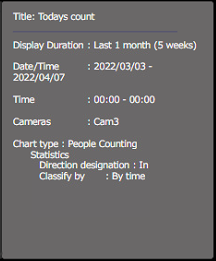 Title: Todays count
Display Duration : Last 1 month (5 weeks)
Date/Time : 2022/03/03 -
2022/04/07
Time : 00:00 - 00:00
Cameras : Cam3
Chart type : People Counting
Statistics
Direction designation : In
Classify by : By time